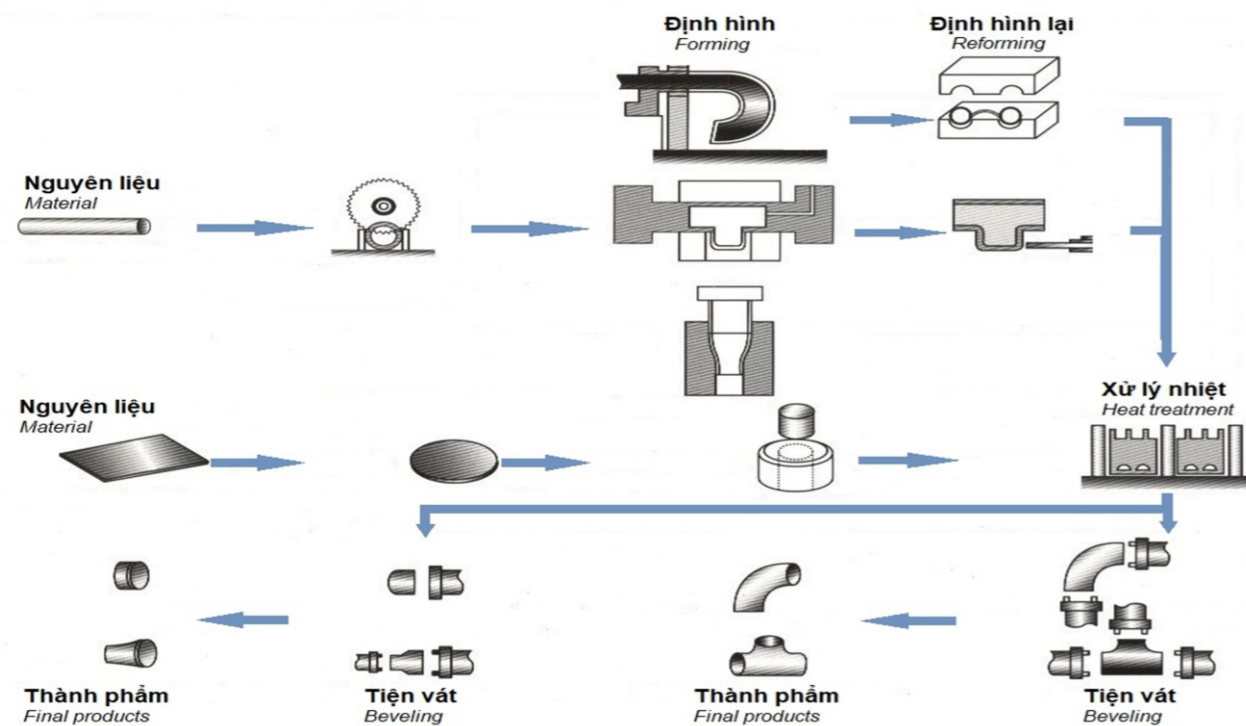 Định hình
Forming
Định hình lại
Reforming
Nguyên liệu
Material
Nguyên liệu
Material
Xử lý nhiệt
Heat treatment
Thành phẩm
Final products
Tiện vát
Beveling
Thành phẩm
Final products
Tiện vát
Beveling